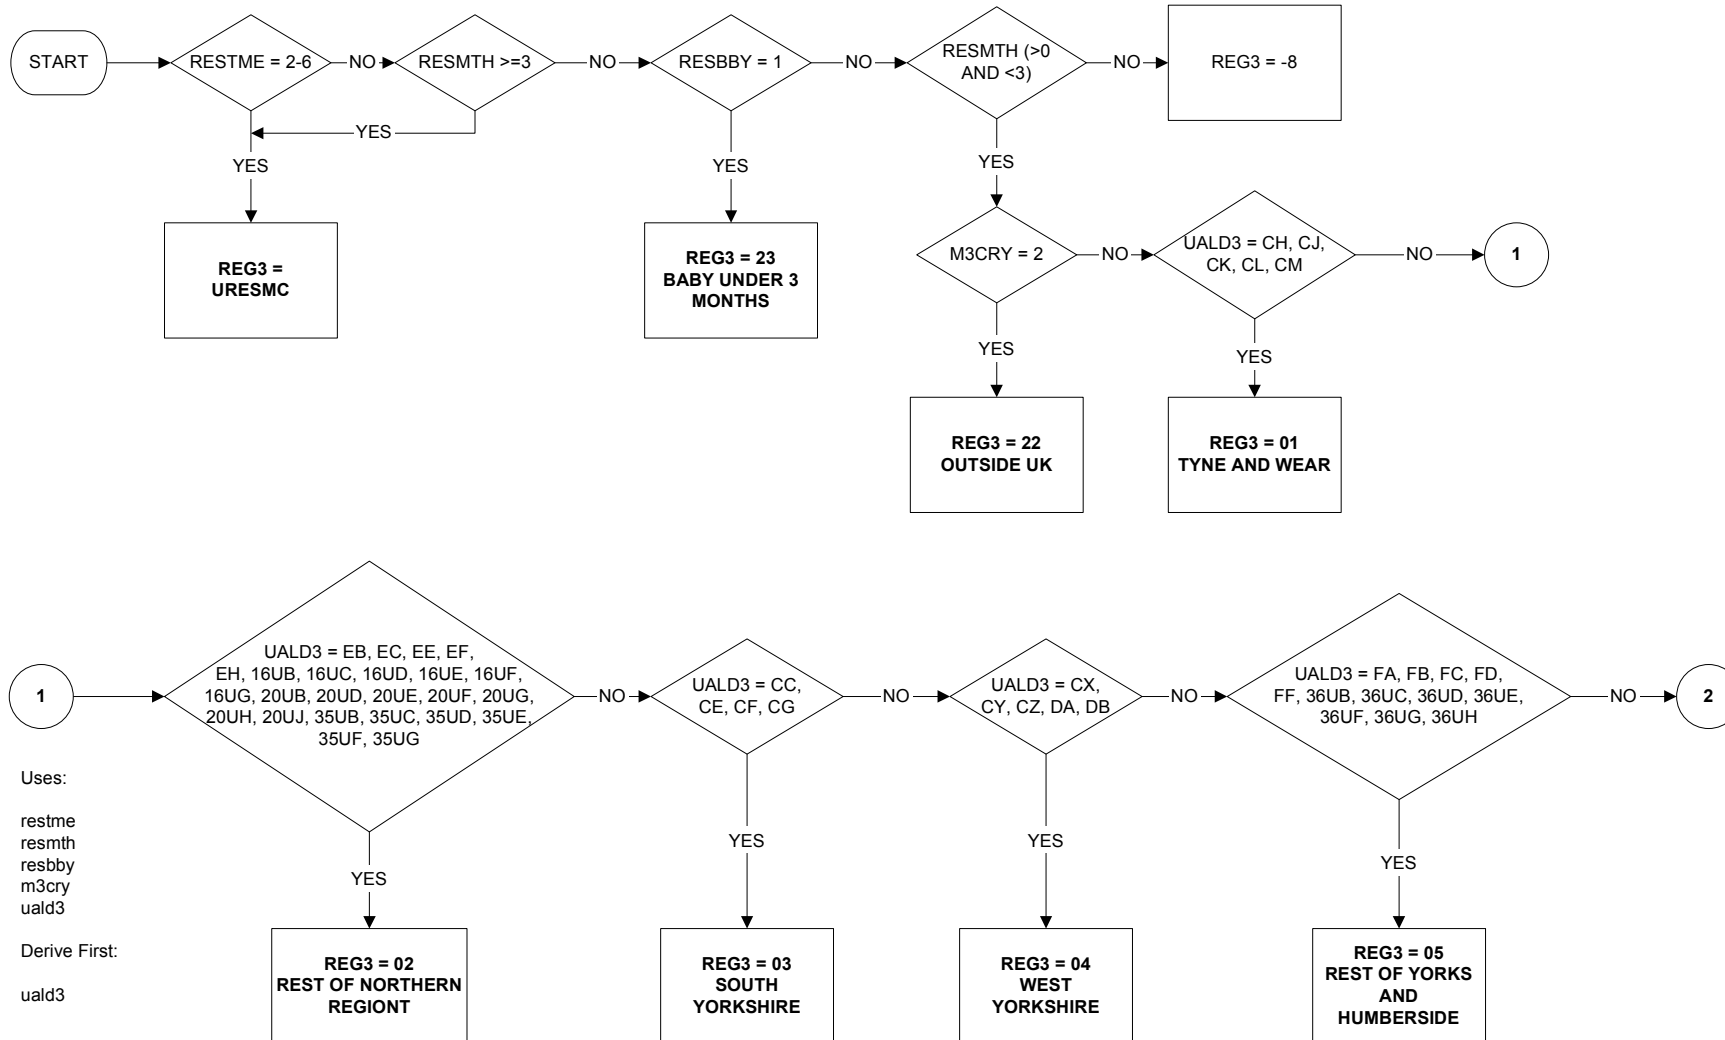 START
RESTME = 2-6
NO
RESMTH >=3
NO
RESBBY = 1
NO
RESMTH (>0
AND <3)
NO
REG3 = -8
YES
YES
YES
YES
REG3 =
URESMC
REG3 = 23
BABY UNDER 3
MONTHS
M3CRY = 2
NO
UALD3 = CH, CJ,
CK, CL, CM
NO
1
YES
YES
REG3 = 22
OUTSIDE UK
REG3 = 01
TYNE AND WEAR
1
UALD3 = EB, EC, EE, EF,
EH, 16UB, 16UC, 16UD, 16UE, 16UF,
16UG, 20UB, 20UD, 20UE, 20UF, 20UG,
20UH, 20UJ, 35UB, 35UC, 35UD, 35UE,
35UF, 35UG
NO
UALD3 = CC,
CE, CF, CG
NO
UALD3 = CX,
CY, CZ, DA, DB
NO
UALD3 = FA, FB, FC, FD,
FF, 36UB, 36UC, 36UD, 36UE,
36UF, 36UG, 36UH
NO
2
YES
YES
YES
YES
REG3 = 02
REST OF NORTHERN
REGIONT
REG3 = 03
SOUTH
YORKSHIRE
REG3 = 04
WEST
YORKSHIRE
REG3 = 05
REST OF YORKS
AND
HUMBERSIDE
Uses:
restme
resmth
resbby
m3cry
uald3
Derive First:
uald3